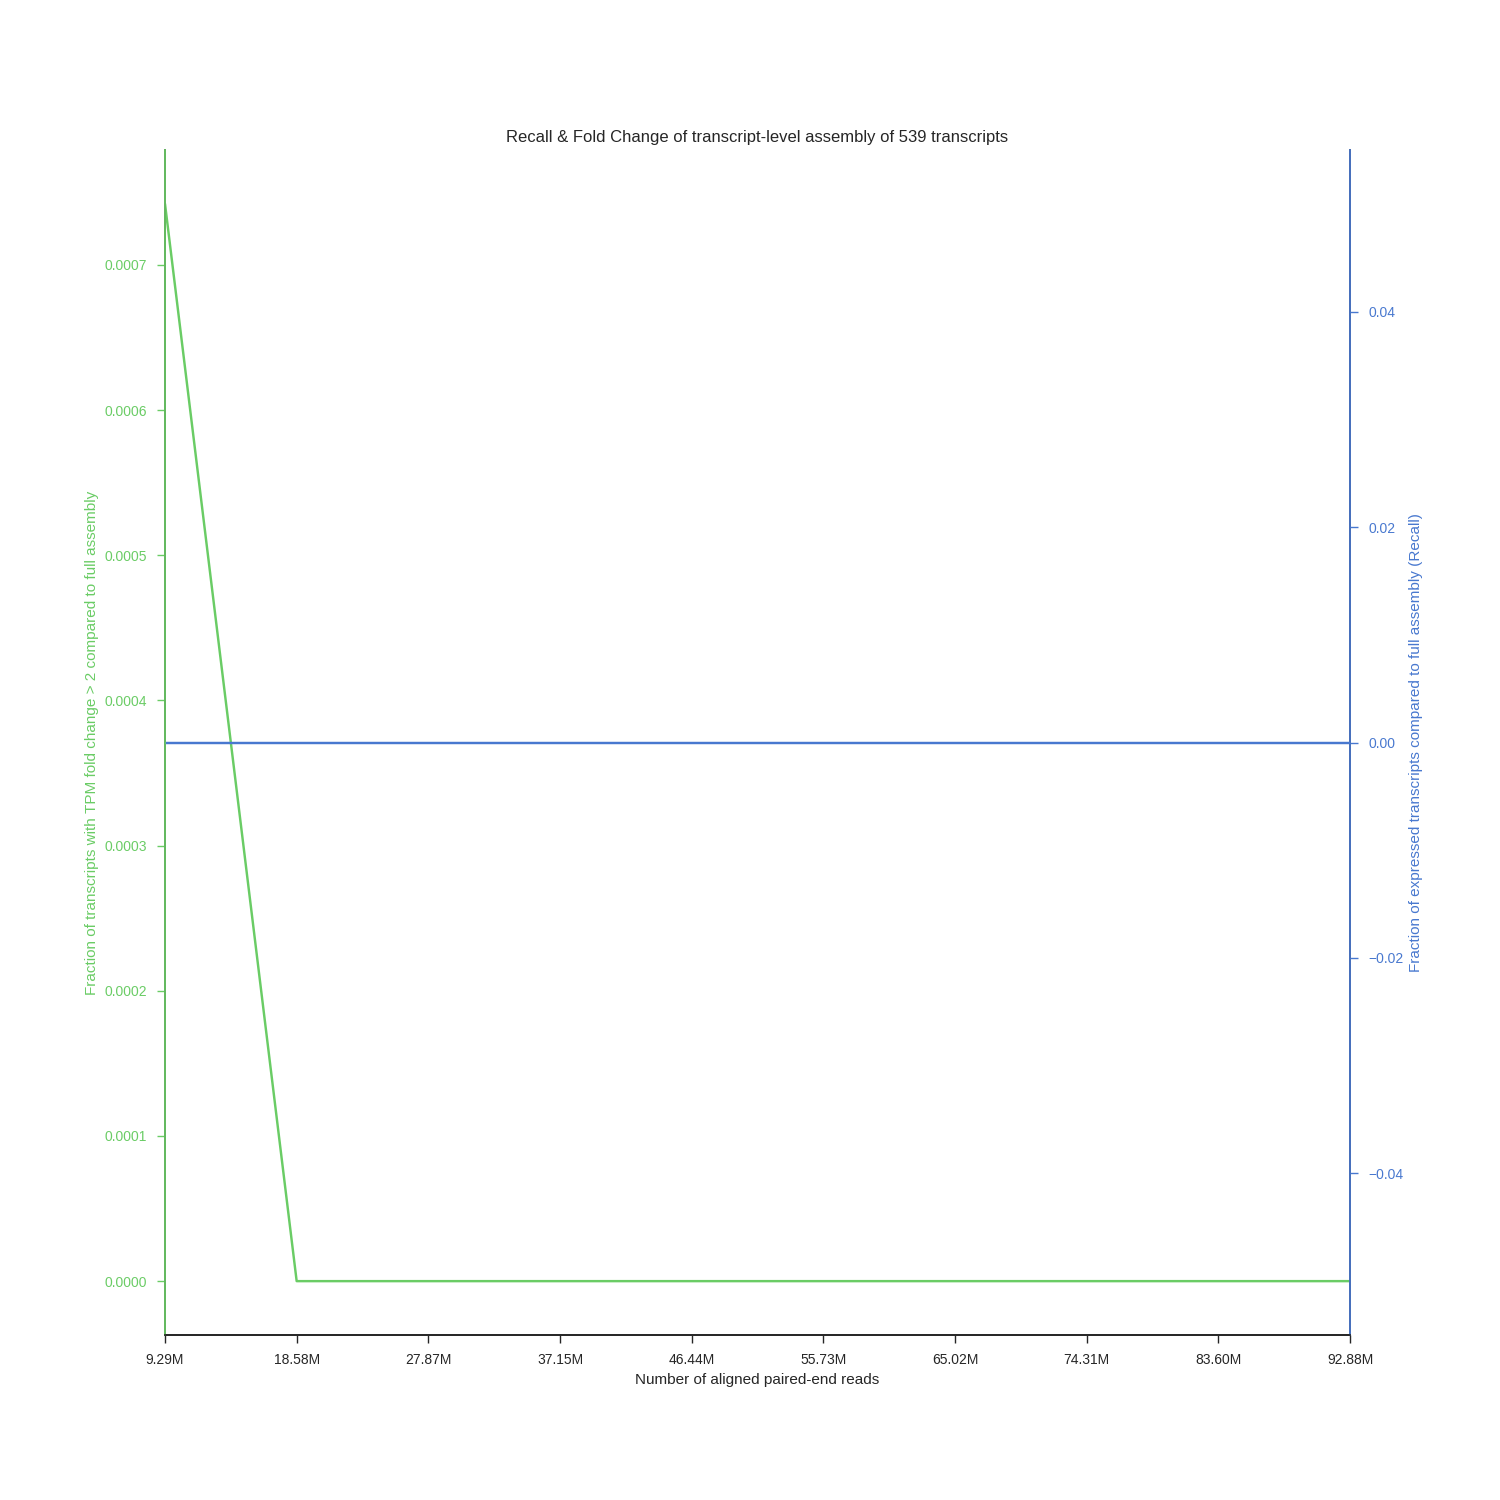 Recall & Fold Change of transcript-level assembly of 539 transcripts
Fraction of transcripts with TPM fold change > 2 compared to full assembly
0.0007
0.0006
0.0005
0.0004
0.0003
0.0002
0.0001
0.0000
0.04
0.02
0.00
−0.02
−0.04
Fraction of expressed transcripts compared to full assembly (Recall)
9.29M 18.58M 27.87M 37.15M 46.44M 55.73M 65.02M 74.31M 83.60M 92.88M
Number of aligned paired-end reads